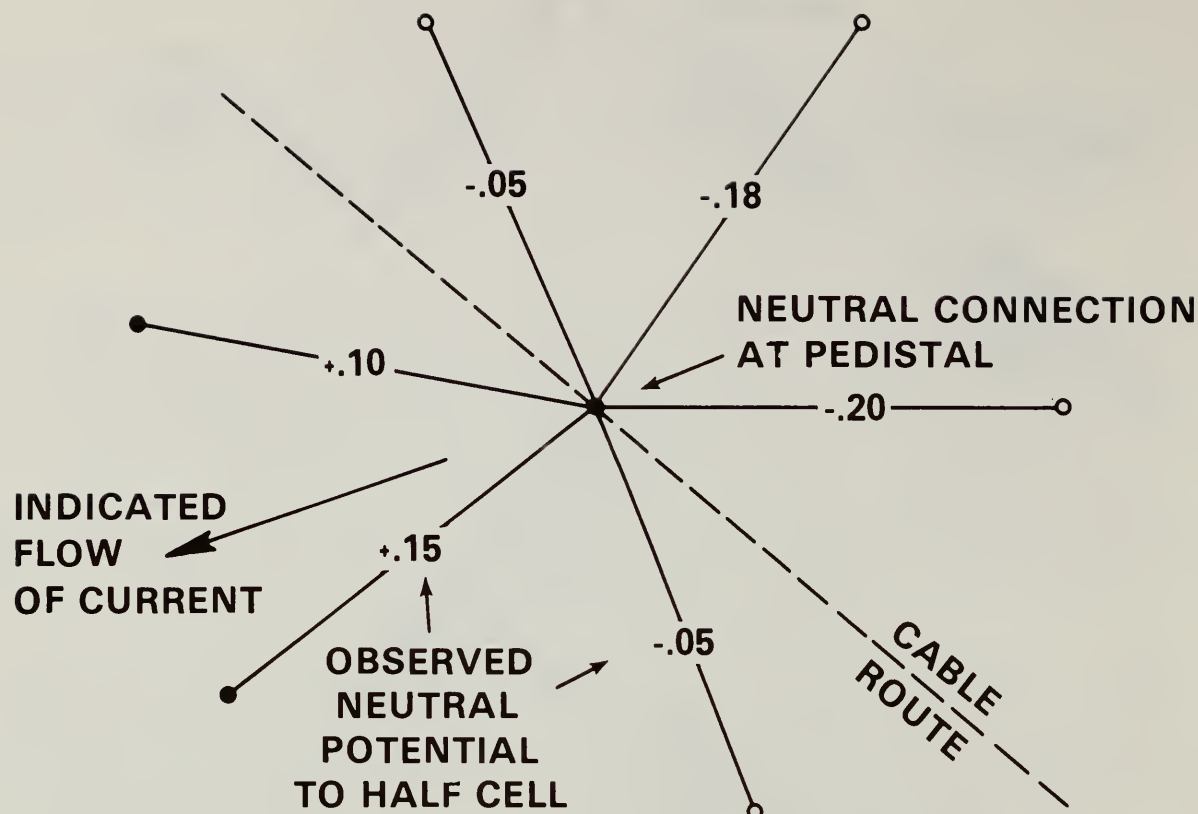 -.05
-.18
NEUTRAL CONNECTION
AT PEDISTAL
+.10
-.20
INDICATED
FLOW
OF CURRENT
+.15
OBSERVED
NEUTRAL
POTENTIAL
TO HALF CELL
-.05
CABLE
ROUTE